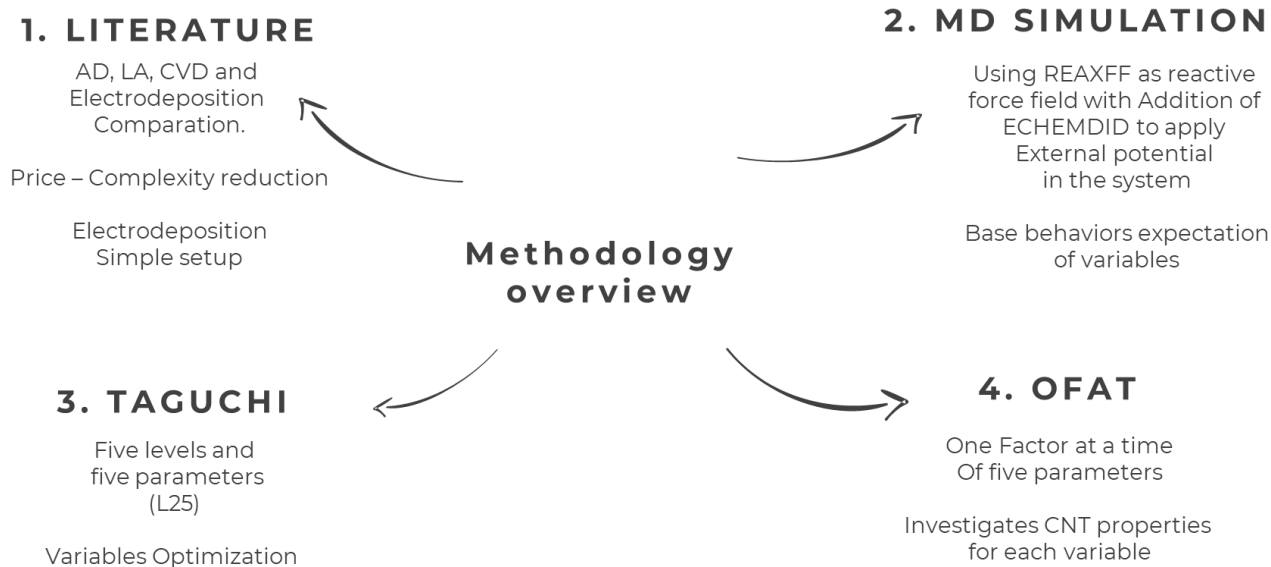 1. LITERATURE
AD, LA, CVD and
Electrodeposition
Comparation.
Price – Complexity reduction
Electrodeposition
Simple setup
2. MD SIMULATION
Using REAXFF as reactive
force field with Addition of
ECHEMDID to apply
External potential
in the system
Base behaviors expectation
of variables
Methodology
overview
3. TAGUCHI
Five levels and
five parameters
(L25)
Variables Optimization
4. OFAT
One Factor at a time
Of five parameters
Investigates CNT properties
for each variable